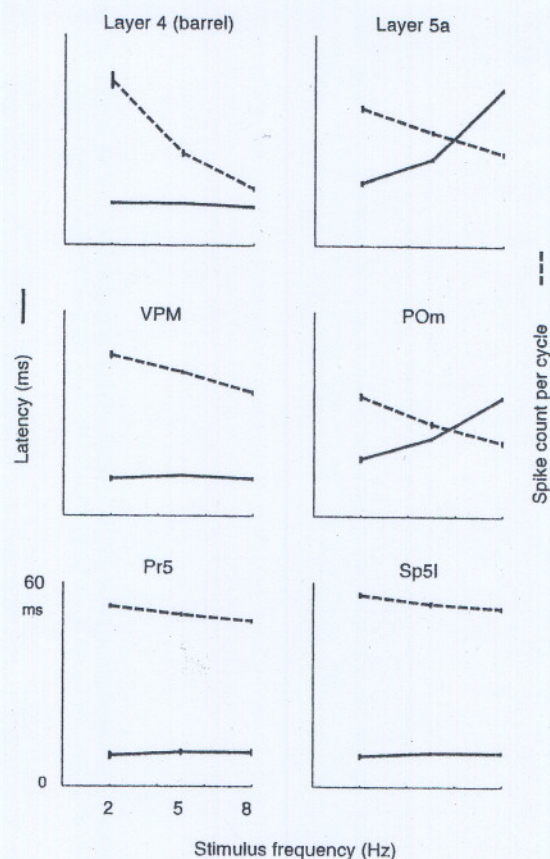 Layer 4 (barrel)
Layer 5a
VPM
POm
Latency (ms)
Spike count per cycle
Pr5
Sp5I
60
ms
0
2 5 8
Stimulus frequency (Hz)